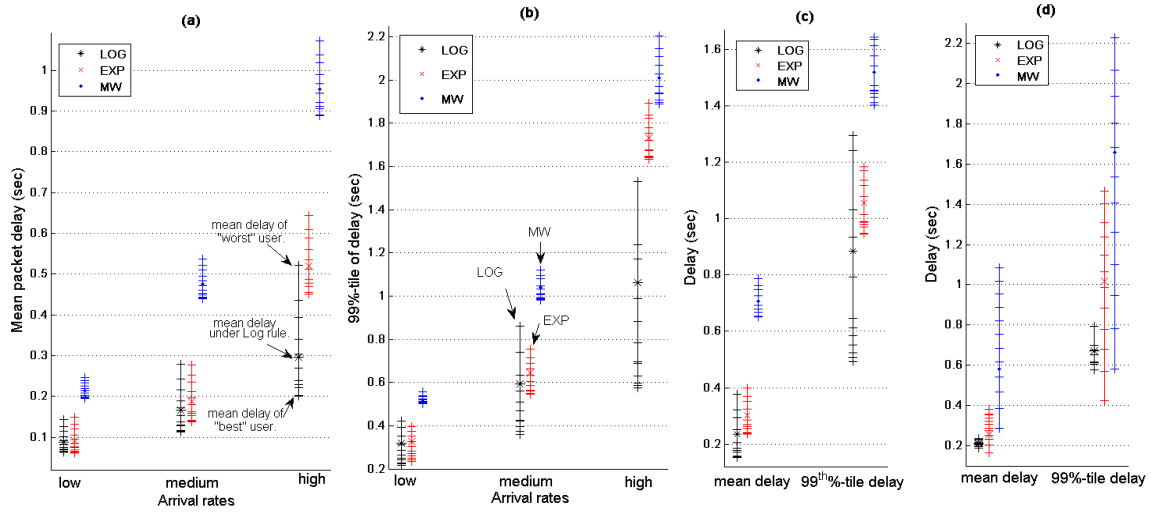 (a)
LOG
EXP
MW
1
0.9
0.8
0.7
0.6
0.5
0.4
0.3
0.2
0.1
Mean packet delay (sec)
mean delay of
"worst" user.
mean delay
under Log rule.
mean delay of
"best" user.
low
medium
high
Arrival rates
(b)
LOG
EXP
MW
2.2
2
1.8
1.6
1.4
1.2
1
0.8
0.6
0.4
0.2
99%-tile of delay (sec)
MW
LOG
EXP
low
medium
high
Arrival rates
(c)
LOG
EXP
MW
1.6
1.4
1.2
1
0.8
0.6
0.4
0.2
Delay (sec)
mean delay
99th%-tile delay
(d)
LOG
EXP
MW
2.2
2
1.8
1.6
1.4
1.2
1
0.8
0.6
0.4
0.2
Delay (sec)
mean delay
99%-tile delay